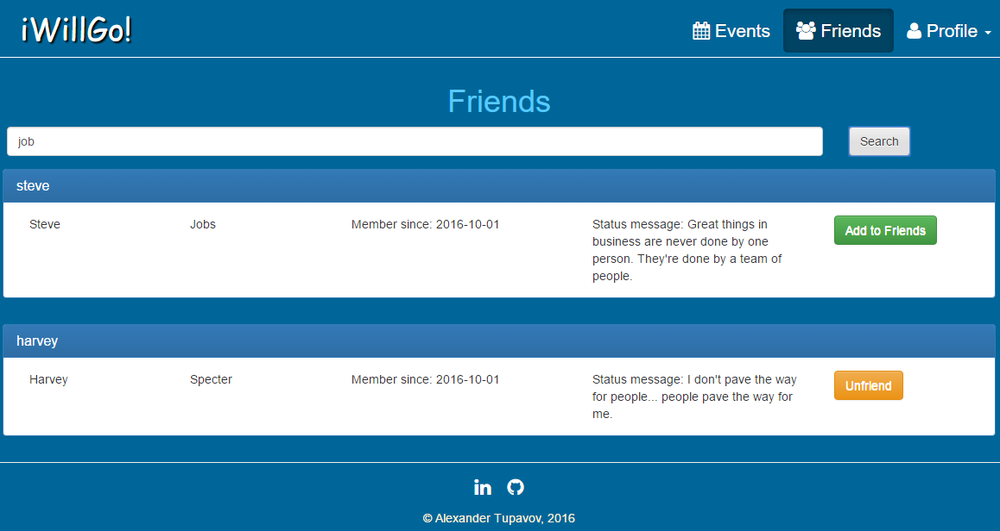 iWillGo!
Events
Friends
Profile
Friends
job
Search
steve
Steve
Jobs
Member since: 2016-10-01
Status message: Great things in
business are never done by one
person. They're done by a team of
people.
Add to Friends
harvey
Harvey
Specter
Member since: 2016-10-01
Status message: I don't pave the way
for people... people pave the way for
me.
Unfriend
in
© Alexander Tupavov, 2016